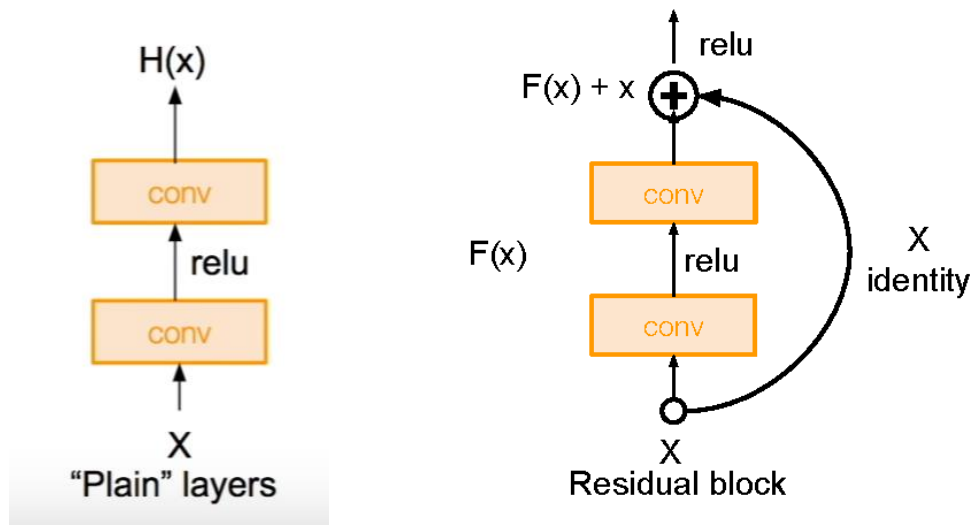 H(x)
conv
relu
conv
X
“Plain” layers
relu
F(x) + x
conv
F(x)
relu
X
identity
conv
X
Residual block